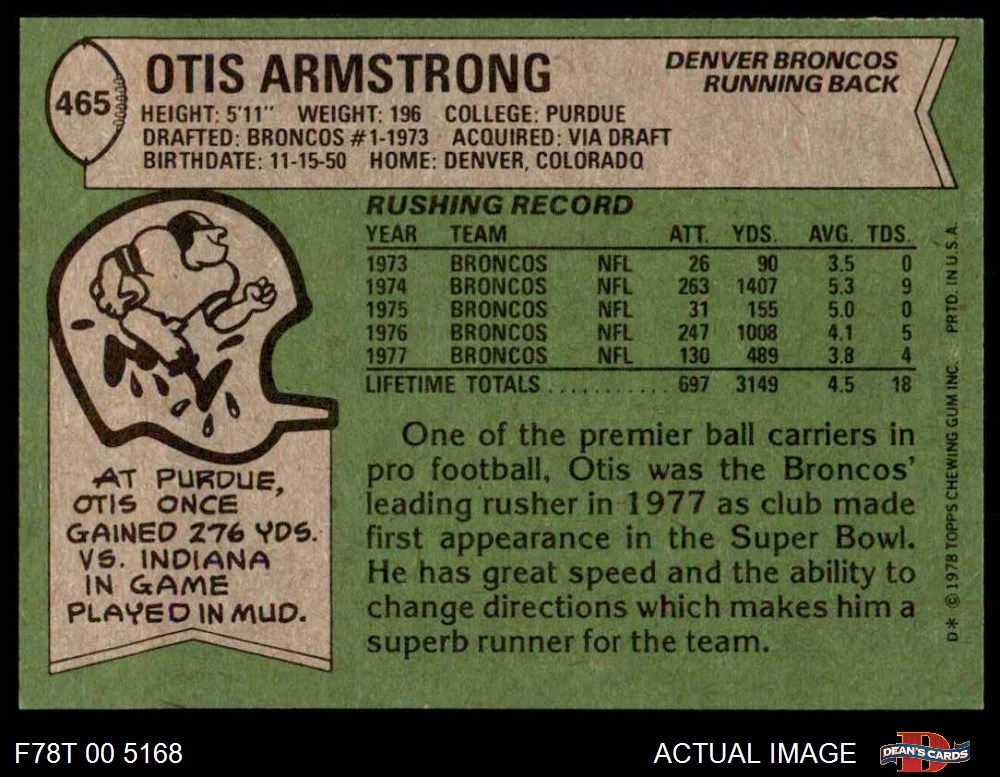 465
OTIS ARMSTRONG
DENVER BRONCOS
RUNNING BACK
HEIGHT: 5'11" WEIGHT: 196 COLLEGE: PURDUE
DRAFTED: BRONCOS #1-1973 ACQUIRED: VIA DRAFT
BIRTHDATE: 11-15-50 HOME: DENVER, COLORADO
RUSHING RECORD
YEAR TEAM ATT. YDS. AVG. TDS.
1973 BRONCOS NFL 26 90 3.5 0
1974 BRONCOS NFL 263 1407 5.3 9
1975 BRONCOS NFL 31 155 5.0 0
1976 BRONCOS NFL 247 1008 4.1 5
1977 BRONCOS NFL 130 489 3.8 4
LIFETIME TOTALS .......... 697 3149 4.5 18
One of the premier ball carriers in
pro football, Otis was the Broncos'
leading rusher in 1977 as club made
first appearance in the Super Bowl.
He has great speed and the ability to
change directions which makes him a
superb runner for the team.
AT PURDUE,
OTIS ONCE
GAINED 276 YDS.
VS. INDIANA
IN GAME
PLAYED IN MUD.
D* © 1978 TOPPS CHEWING GUM INC. PRTD. IN U.S.A.
F78T 00 5168
ACTUAL IMAGE
D
DEAN'S CARDS